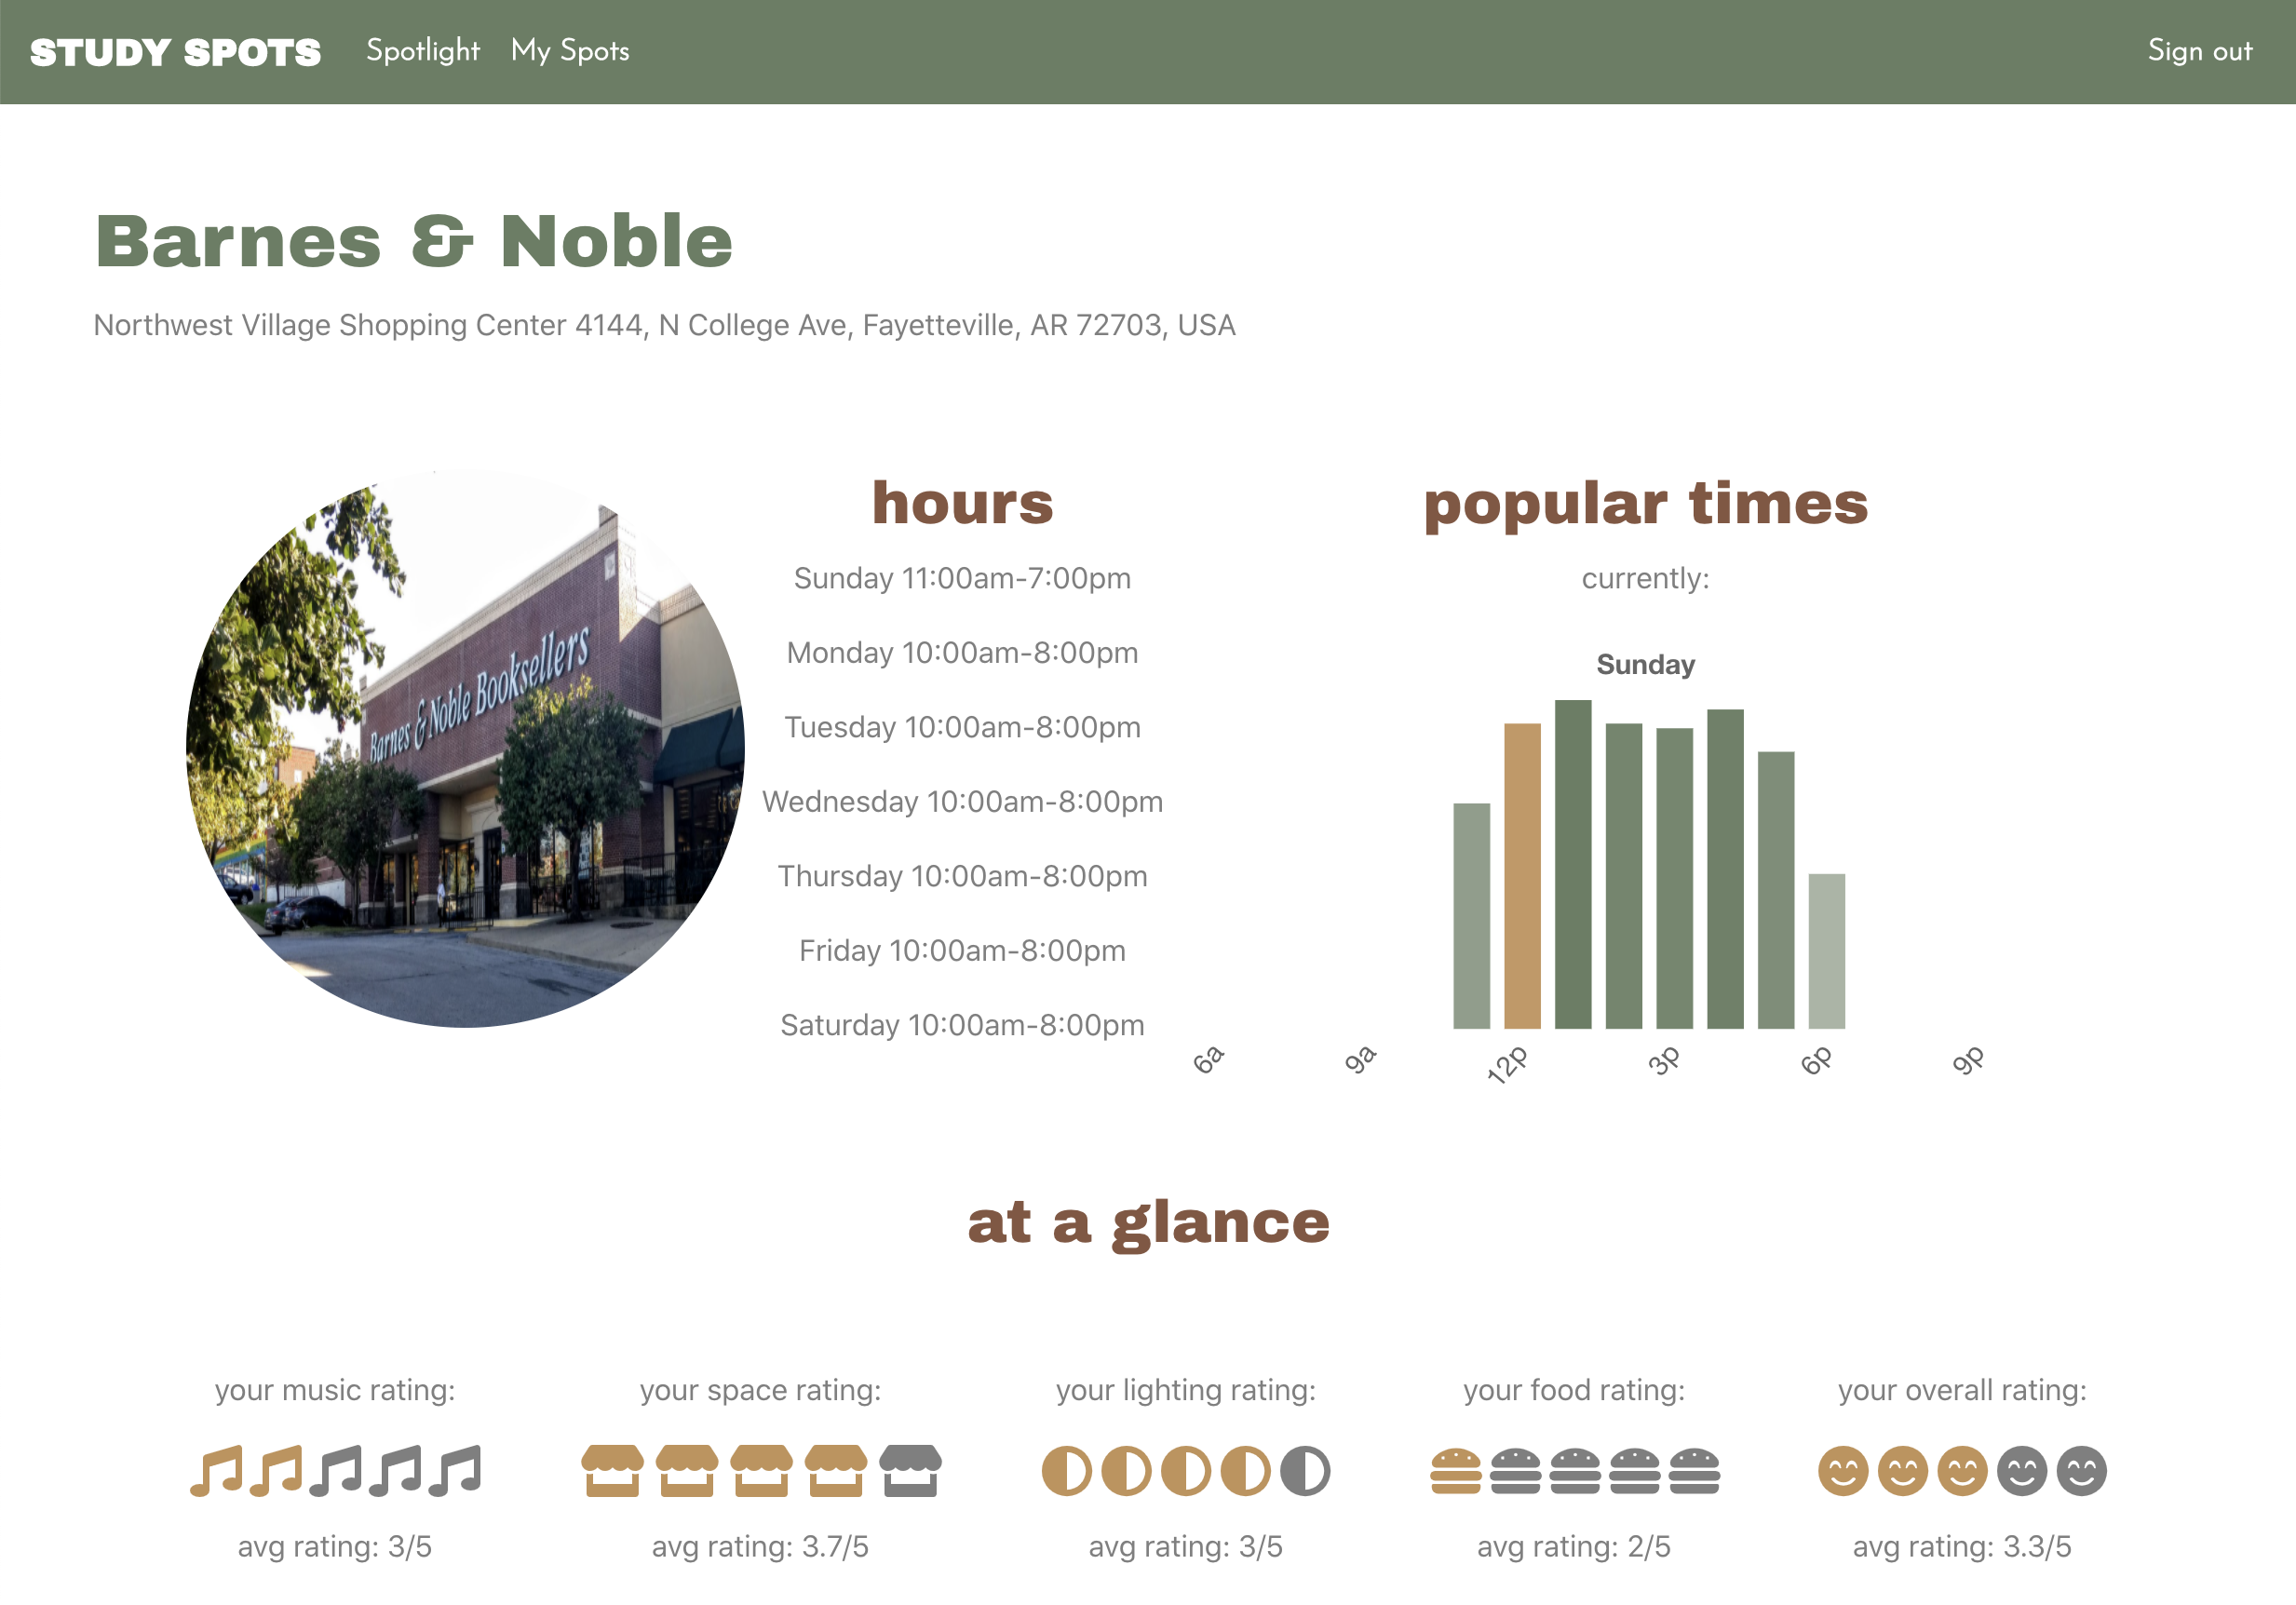 STUDY SPOTS Spotlight My Spots Sign out
Barnes & Noble
Northwest Village Shopping Center 4144, N College Ave, Fayetteville, AR 72703, USA
Barnes & Noble Booksellers
hours
Sunday 11:00am-7:00pm
Monday 10:00am-8:00pm
Tuesday 10:00am-8:00pm
Wednesday 10:00am-8:00pm
Thursday 10:00am-8:00pm
Friday 10:00am-8:00pm
Saturday 10:00am-8:00pm
popular times
currently:
Sunday
6a 9a 12p 3p 6p 9p
at a glance
your music rating:
avg rating: 3/5
your space rating:
avg rating: 3.7/5
your lighting rating:
avg rating: 3/5
your food rating:
avg rating: 2/5
your overall rating:
avg rating: 3.3/5